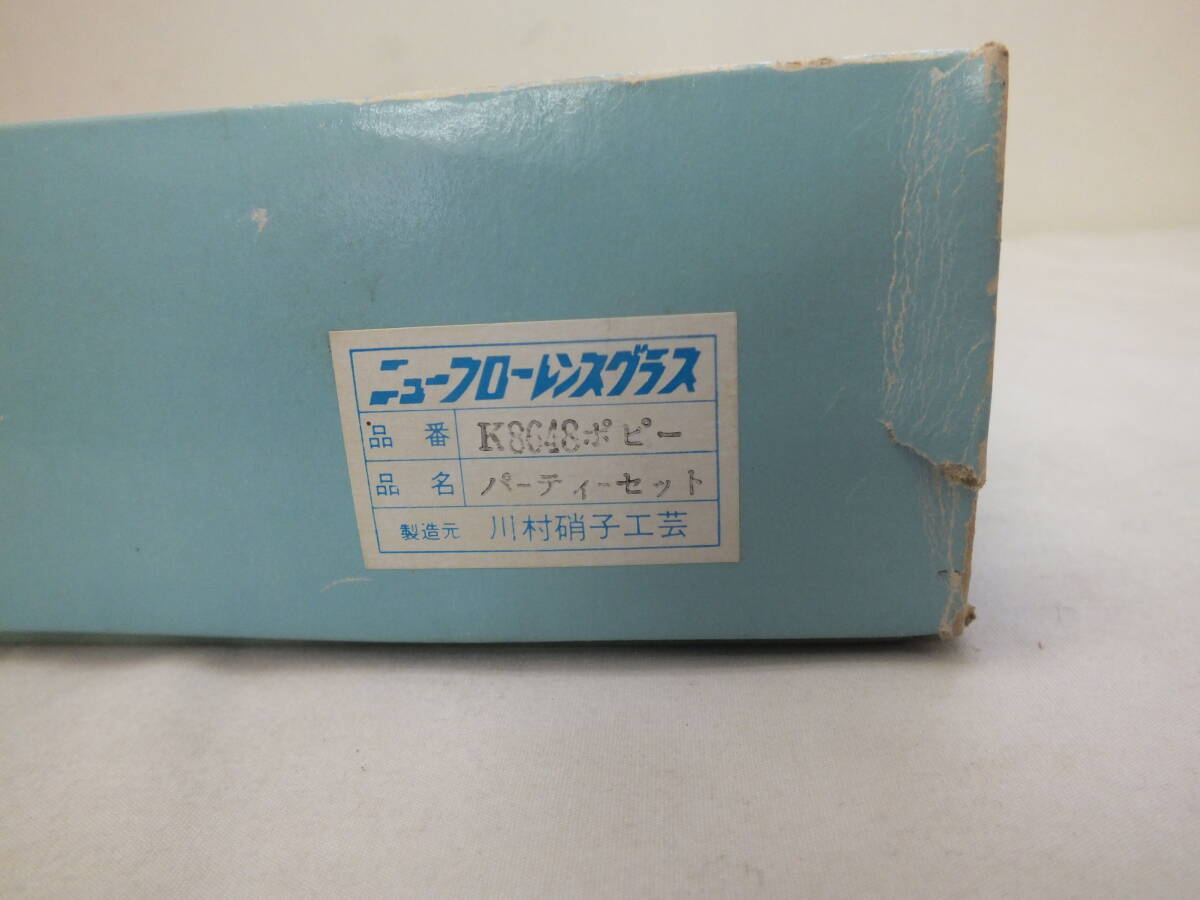 ニューフローレンスグラス
品番 K8648ポピー
品名 パーティーセット
製造元 川村硝子工芸